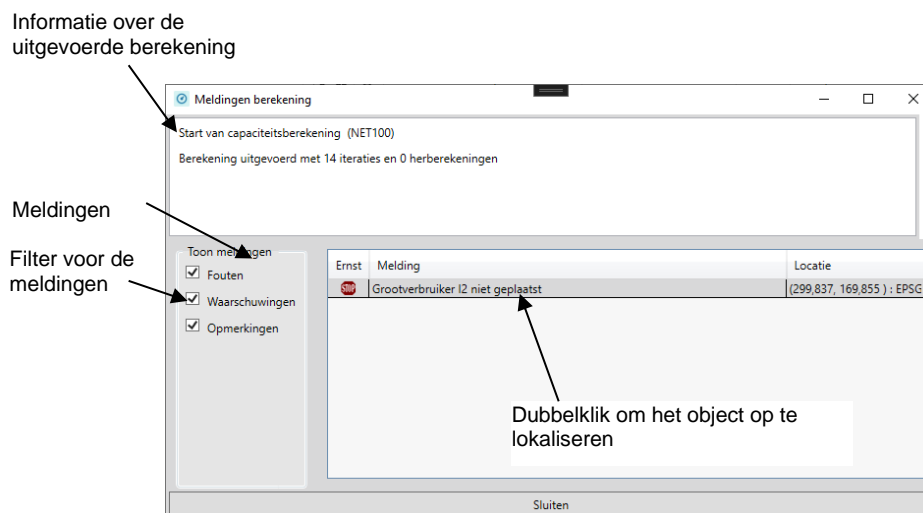 Informatie over de
uitgevoerde berekening
Meldingen berekening
Start van capaciteitsberekening (NET100)
Berekening uitgevoerd met 14 iteraties en 0 herberekeningen
Meldingen
Filter voor de
meldingen
Toon meldingen
Fouten
Waarschuwingen
Opmerkingen
Ernst Melding Locatie
STOP Grootverbruiker I2 niet geplaatst (299,837, 169,855 ) : EPSG
Dubbelklik om het object op te
lokaliseren
Sluiten